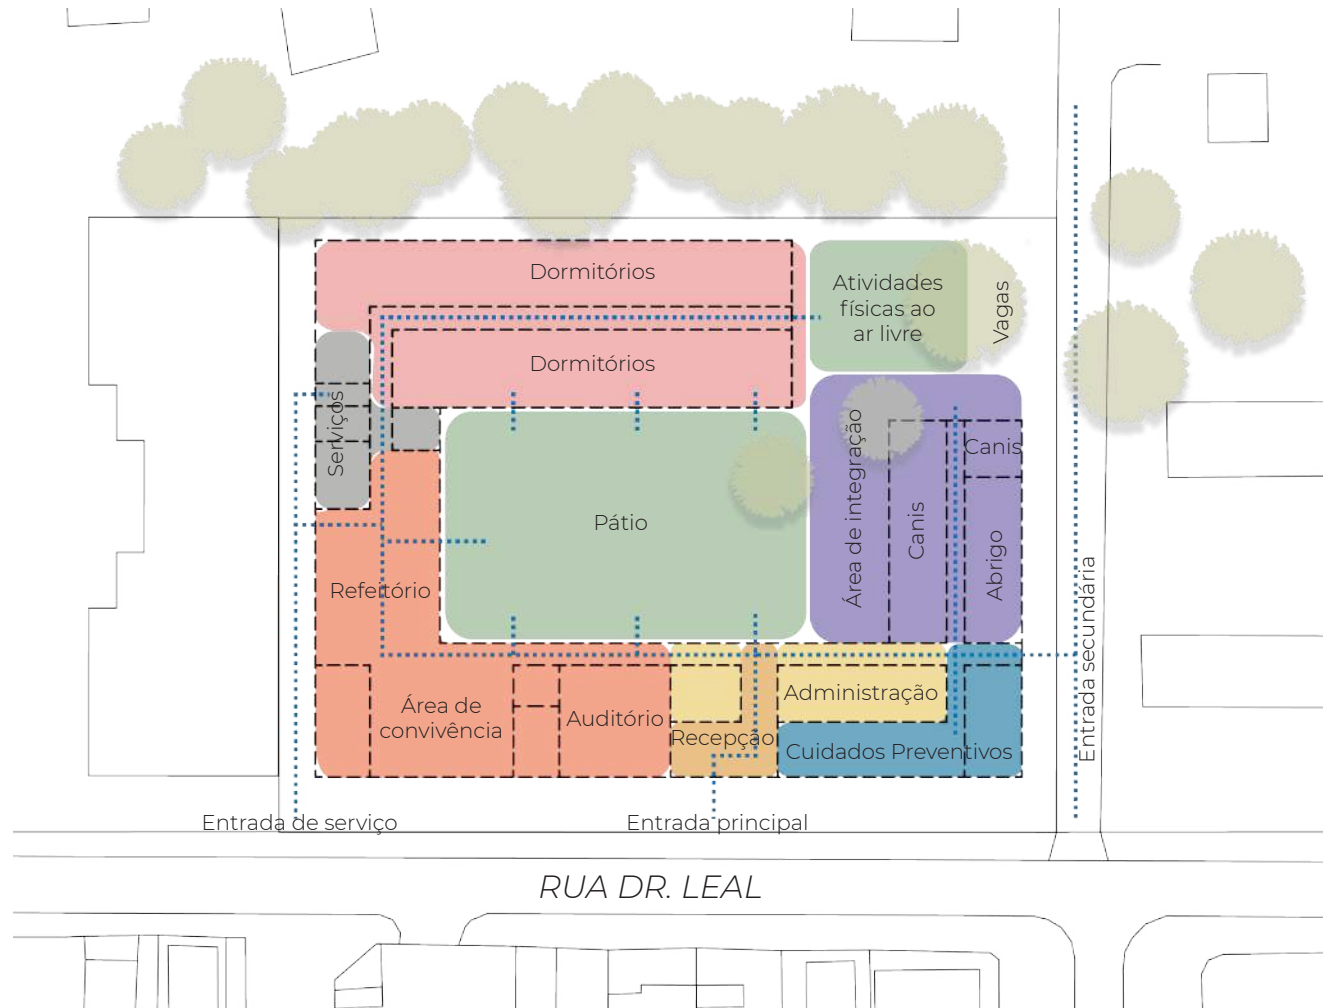 Dormitórios
Atividades
físicas ao
ar livre
Vagas
Dormitórios
Serviços
Pátio
Área de integração
Canis
Canis
Abrigo
Refeitório
Entrada secundária
Área de
convivência
Auditório
Administração
Recepção
Cuidados Preventivos
Entrada de serviço
Entrada principal
RUA DR. LEAL